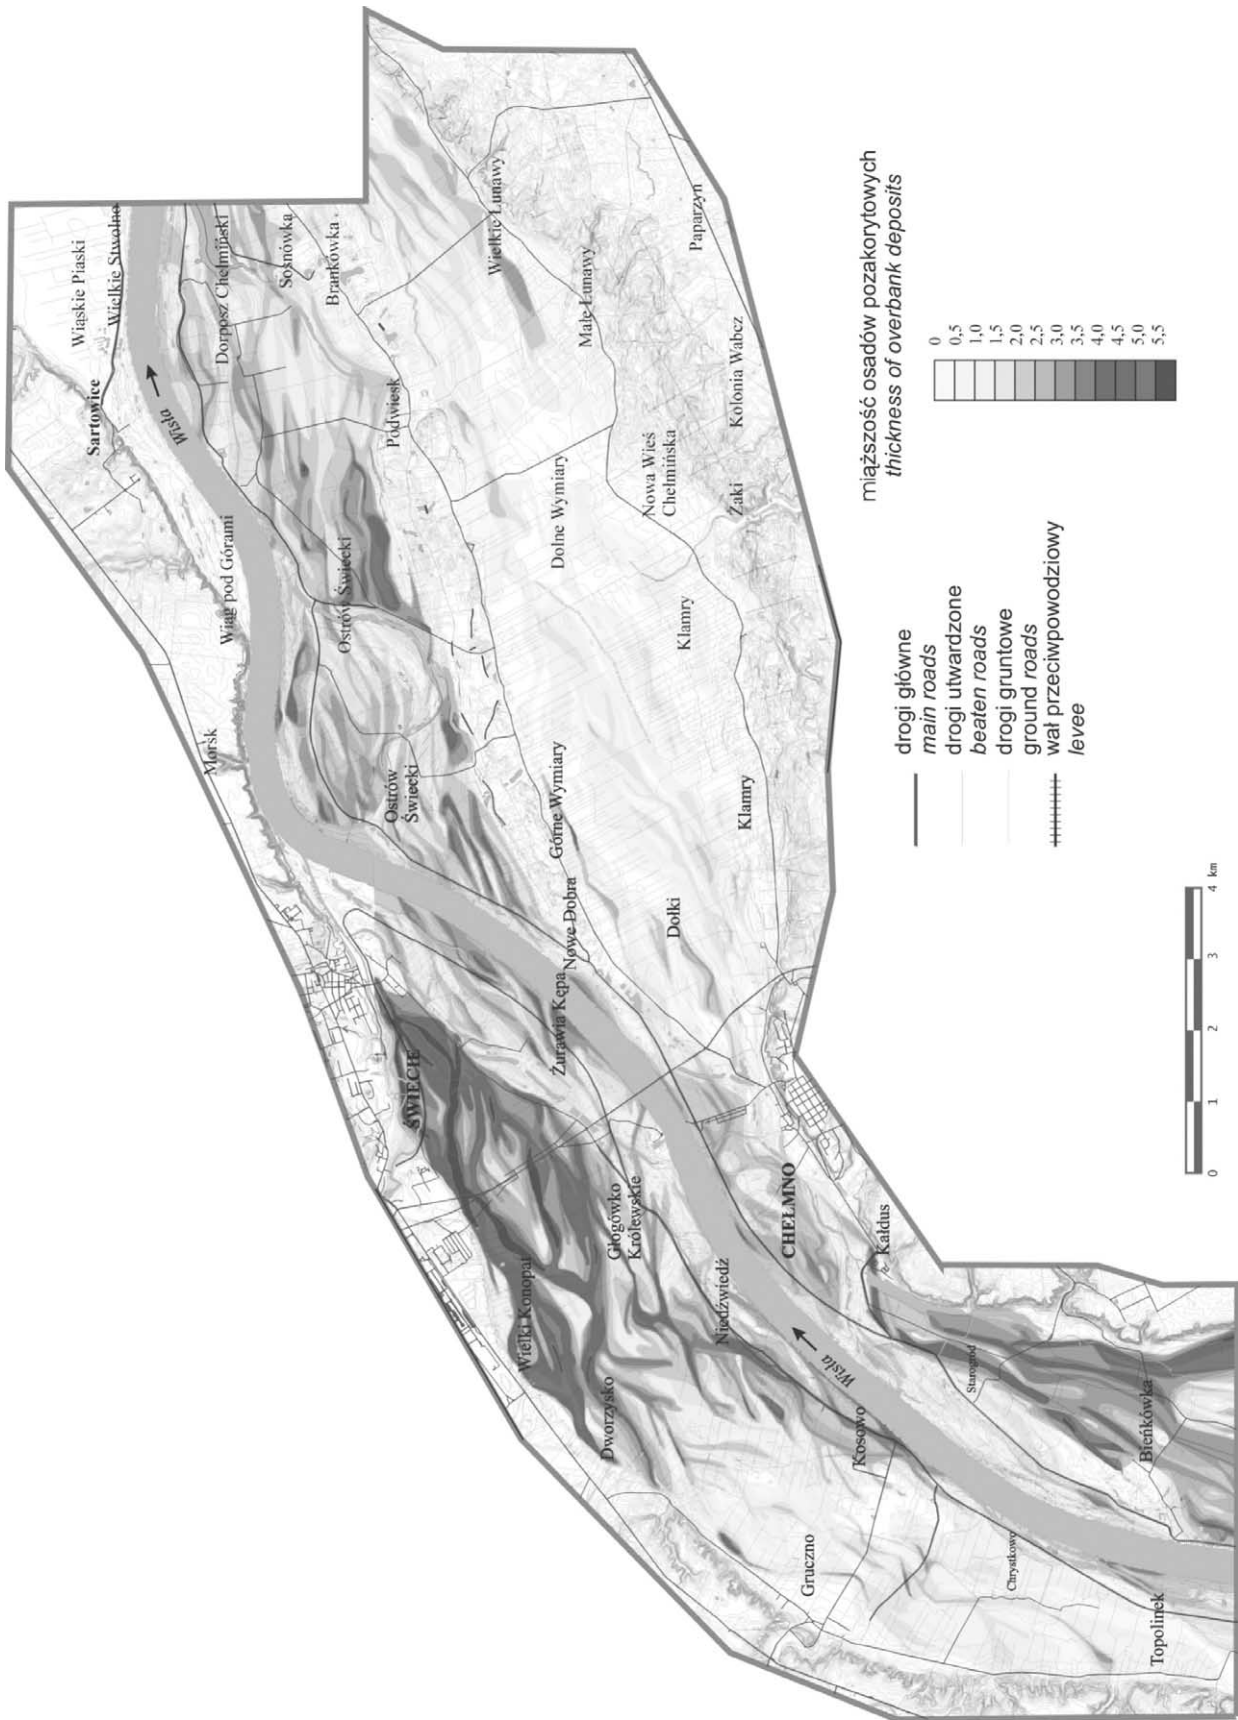 Wiąskie Piaski
Wielkie Stwolno
Sartowice
Wisła
Dorposz Chełmiński
Sosnówka
Brankówka
Podwiesk
Wielkie Łunawy
Małe Łunawy
Paparzyn
Kolonia Wabcz
Nowa Wieś
Chełmińska
Żaki
Dolne Wymiary
Wiąg pod Górami
Ostrów Świecki
Klamry
Morsk
Ostrów
Świecki
Górne Wymiary
Klamry
Nowe Dobra
Dołki
Żurawia Kępa
ŚWIECIE
Głogówko
Królewskie
CHEŁMNO
Kałdus
Wielki Konopat
Niedźwiedź
Wisła
Dworzysko
Kosowo
Starogród
Bieńkówka
Gruczno
Chrystkowo
Topolinek
miąższość osadów pozakorytowych
thickness of overbank deposits
0
0,5
1,0
1,5
2,0
2,5
3,0
3,5
4,0
4,5
5,0
5,5
drogi główne
main roads
drogi utwardzone
beaten roads
drogi gruntowe
ground roads
wał przeciwpowodziowy
levee
0 1 2 3 4 km